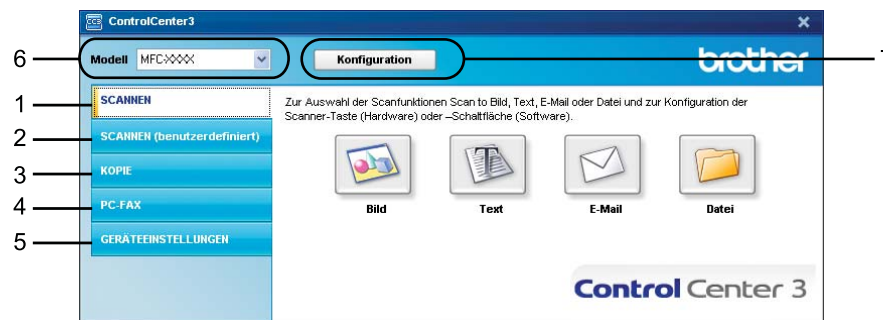 ControlCenter3
6
Modell MFC-XXXX
Konfiguration
brother
1
SCANNEN
Zur Auswahl der Scanfunktionen Scan to Bild, Text, E-Mail oder Datei und zur Konfiguration der
Scanner-Taste (Hardware) oder –Schaltfläche (Software).
2
SCANNEN (benutzerdefiniert)
3
KOPIE
4
PC-FAX
5
GERÄTEEINSTELLUNGEN
Bild
Text
E-Mail
Datei
Control Center 3